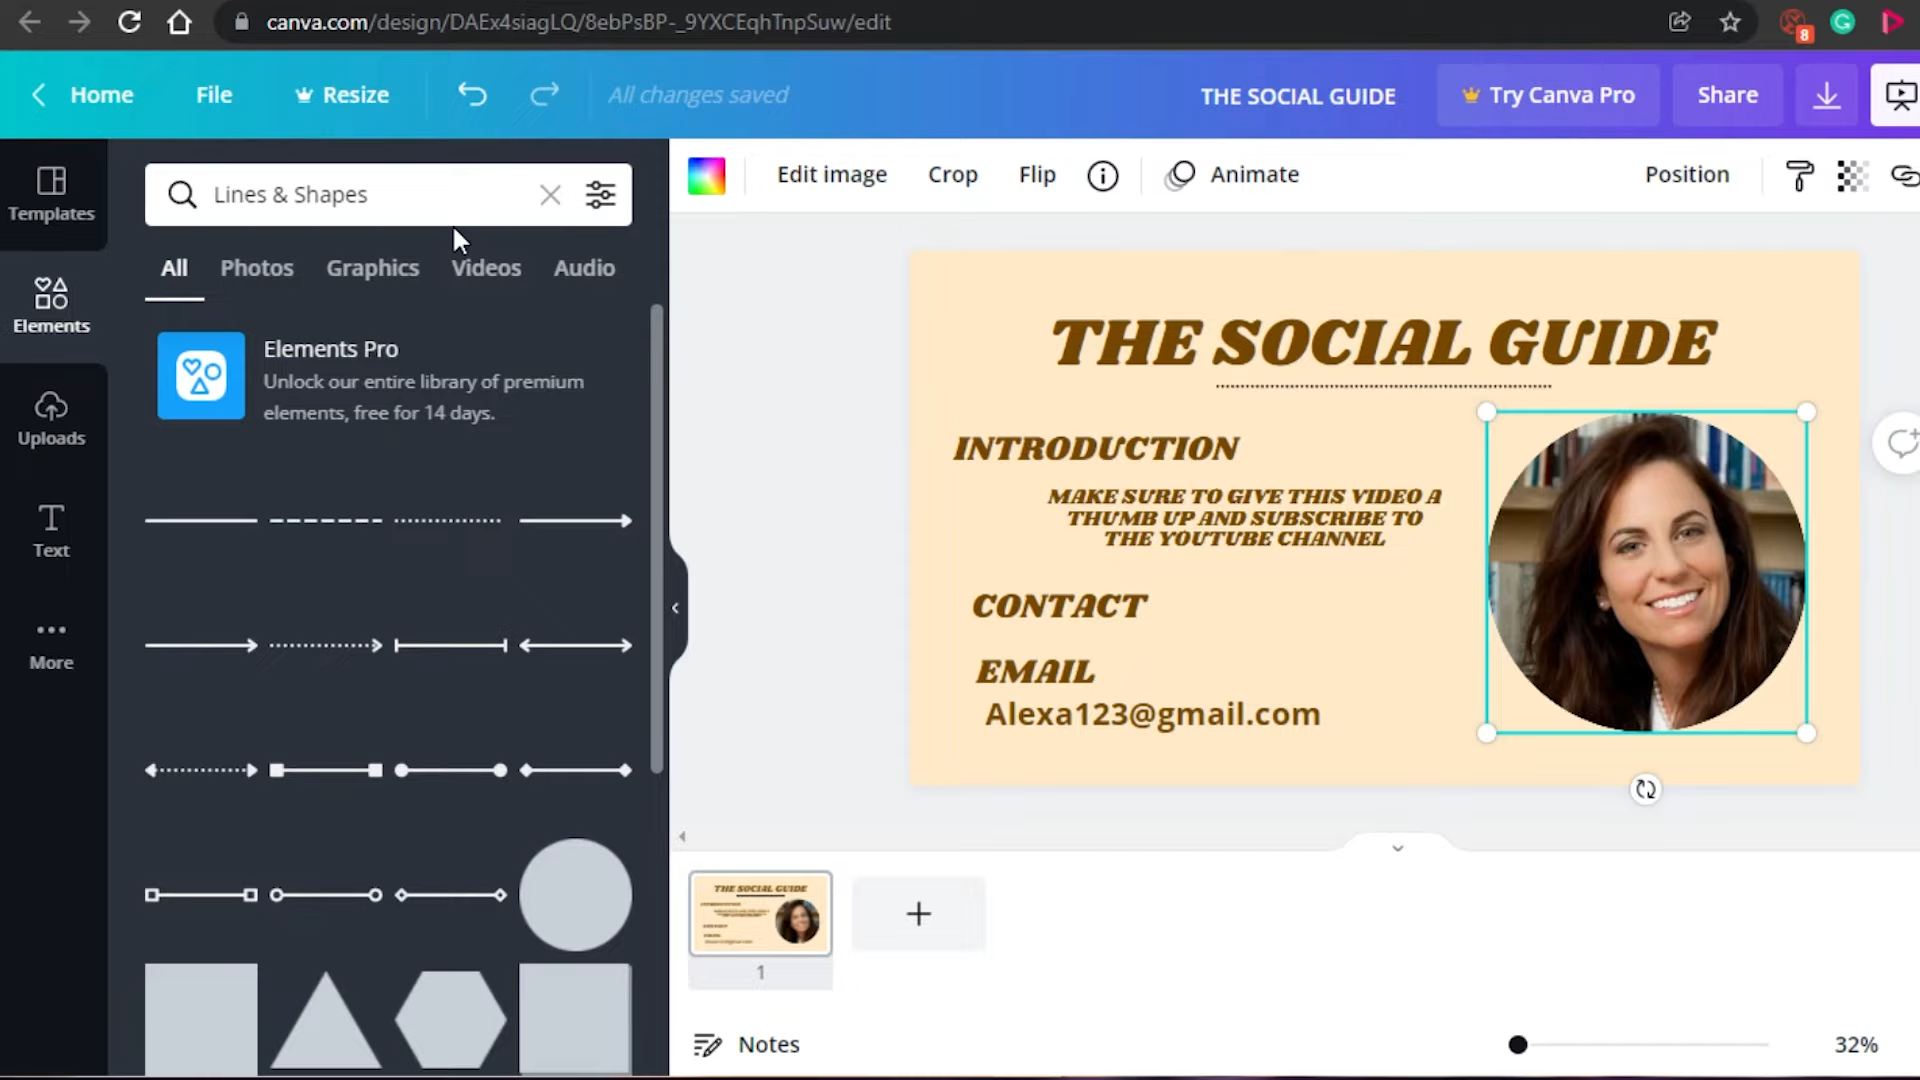 canva.com/design/DAEx4siagLQ/8ebPsBP-_9YXCEqhTnpSuw/edit
8
Home
File
Resize
All changes saved
THE SOCIAL GUIDE
Try Canva Pro
Share
Templates
Elements
Uploads
Text
More
Lines & Shapes
All
Photos
Graphics
Videos
Audio
Elements Pro
Unlock our entire library of premium
elements, free for 14 days.
Edit image
Crop
Flip
Animate
Position
THE SOCIAL GUIDE
INTRODUCTION
MAKE SURE TO GIVE THIS VIDEO A
THUMB UP AND SUBSCRIBE TO
THE YOUTUBE CHANNEL
CONTACT
EMAIL
Alexa123@gmail.com
THE SOCIAL GUIDE
1
Notes
32%